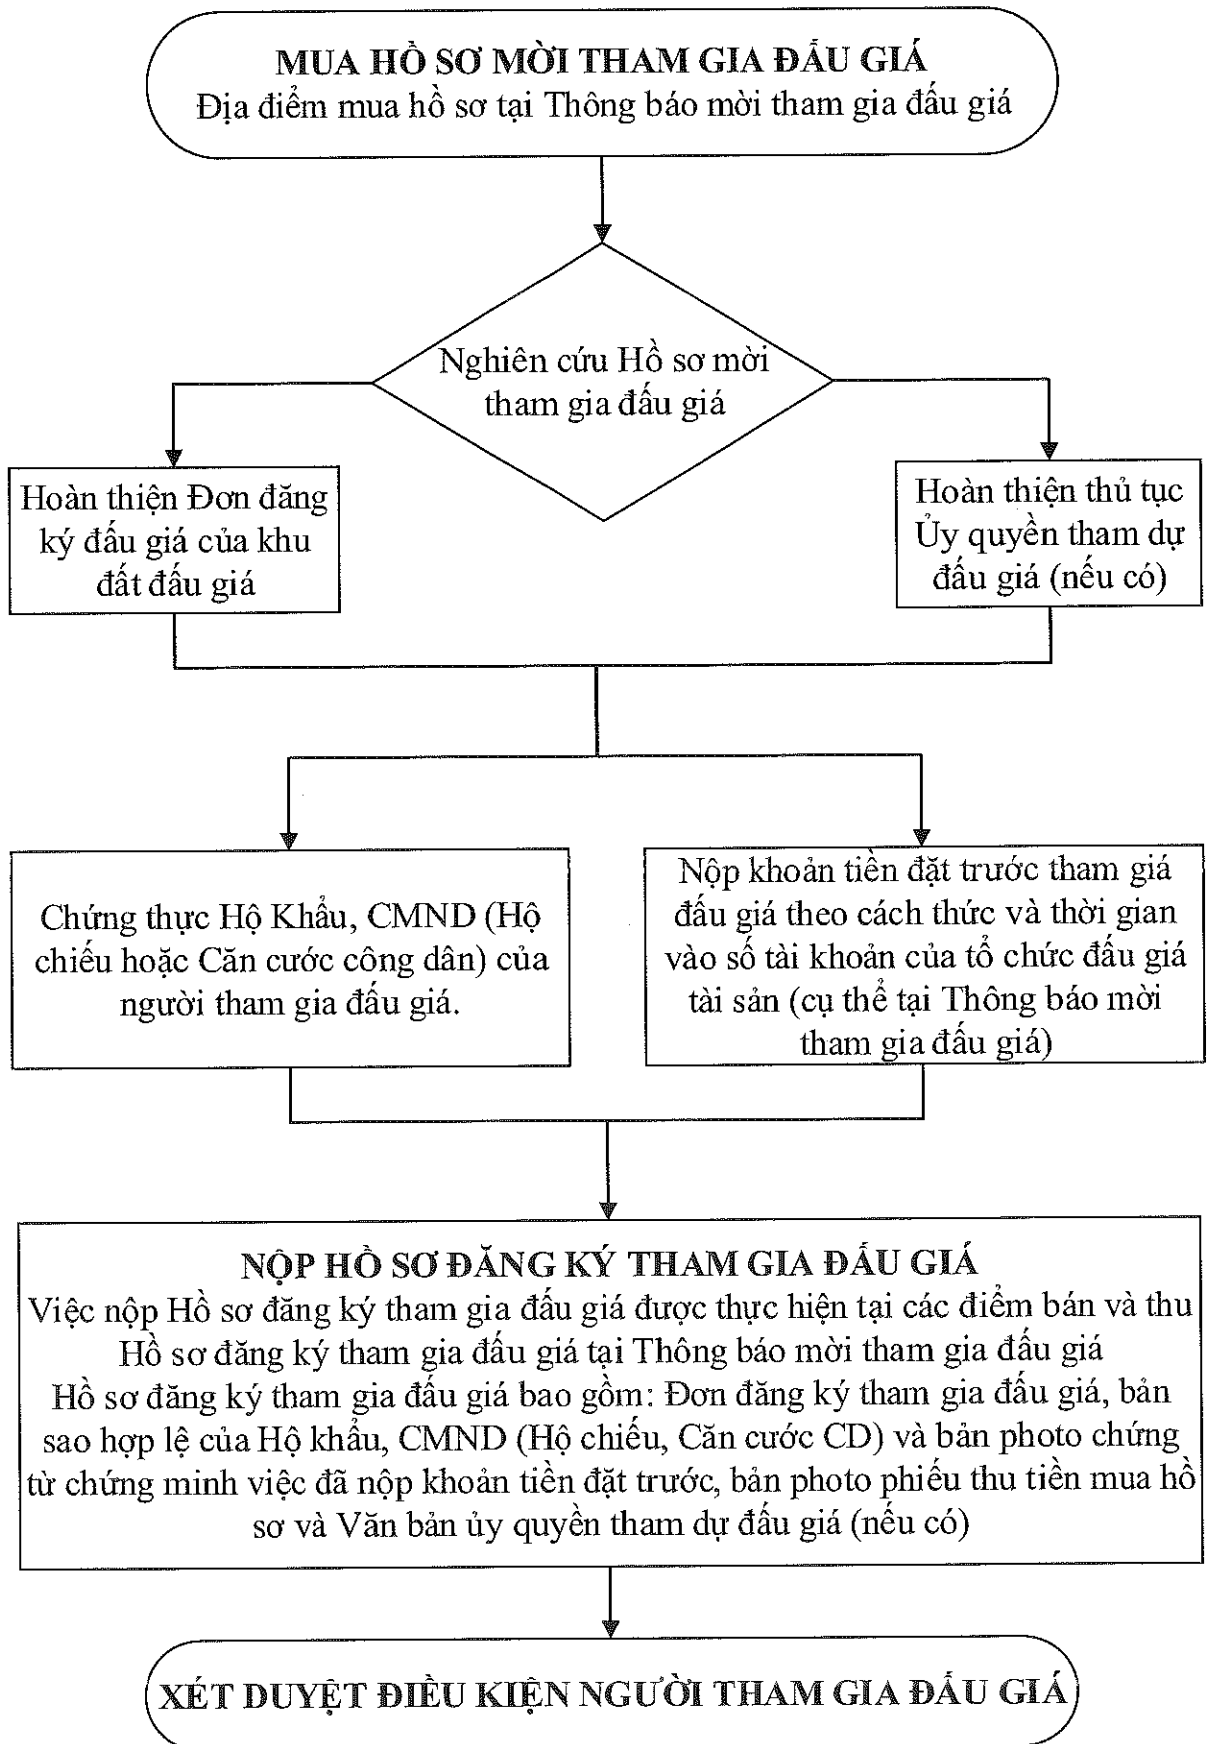 MUA HỒ SƠ MỜI THAM GIA ĐẤU GIÁ
Địa điểm mua hồ sơ tại Thông báo mời tham gia đấu giá
Nghiên cứu Hồ sơ mời
tham gia đấu giá
Hoàn thiện Đơn đăng
ký đấu giá của khu
đất đấu giá
Hoàn thiện thủ tục
Ủy quyền tham dự
đấu giá (nếu có)
Chứng thực Hộ Khẩu, CMND (Hộ
chiếu hoặc Căn cước công dân) của
người tham gia đấu giá.
Nộp khoản tiền đặt trước tham giá
đấu giá theo cách thức và thời gian
vào số tài khoản của tổ chức đấu giá
tài sản (cụ thể tại Thông báo mời
tham gia đấu giá)
NỘP HỒ SƠ ĐĂNG KÝ THAM GIA ĐẤU GIÁ
Việc nộp Hồ sơ đăng ký tham gia đấu giá được thực hiện tại các điểm bán và thu
Hồ sơ đăng ký tham gia đấu giá tại Thông báo mời tham gia đấu giá
Hồ sơ đăng ký tham gia đấu giá bao gồm: Đơn đăng ký tham gia đấu giá, bản
sao hợp lệ của Hộ khẩu, CMND (Hộ chiếu, Căn cước CD) và bản photo chứng
từ chứng minh việc đã nộp khoản tiền đặt trước, bản photo phiếu thu tiền mua hồ
sơ và Văn bản ủy quyền tham dự đấu giá (nếu có)
XÉT DUYỆT ĐIỀU KIỆN NGƯỜI THAM GIA ĐẤU GIÁ